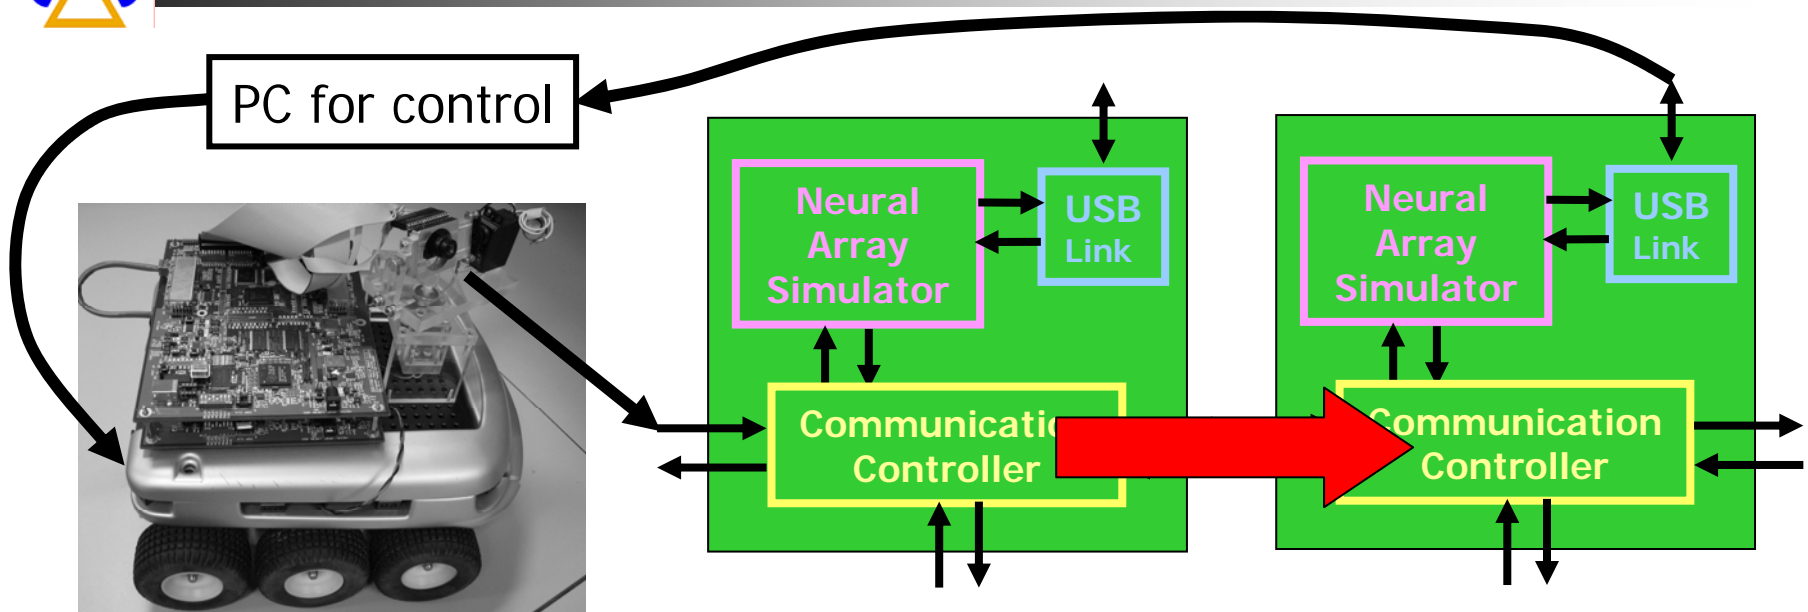 PC for control
Neural
Array
Simulator
USB
Link
Communicatio
Controller
Neural
Array
Simulator
USB
Link
Communication
Controller